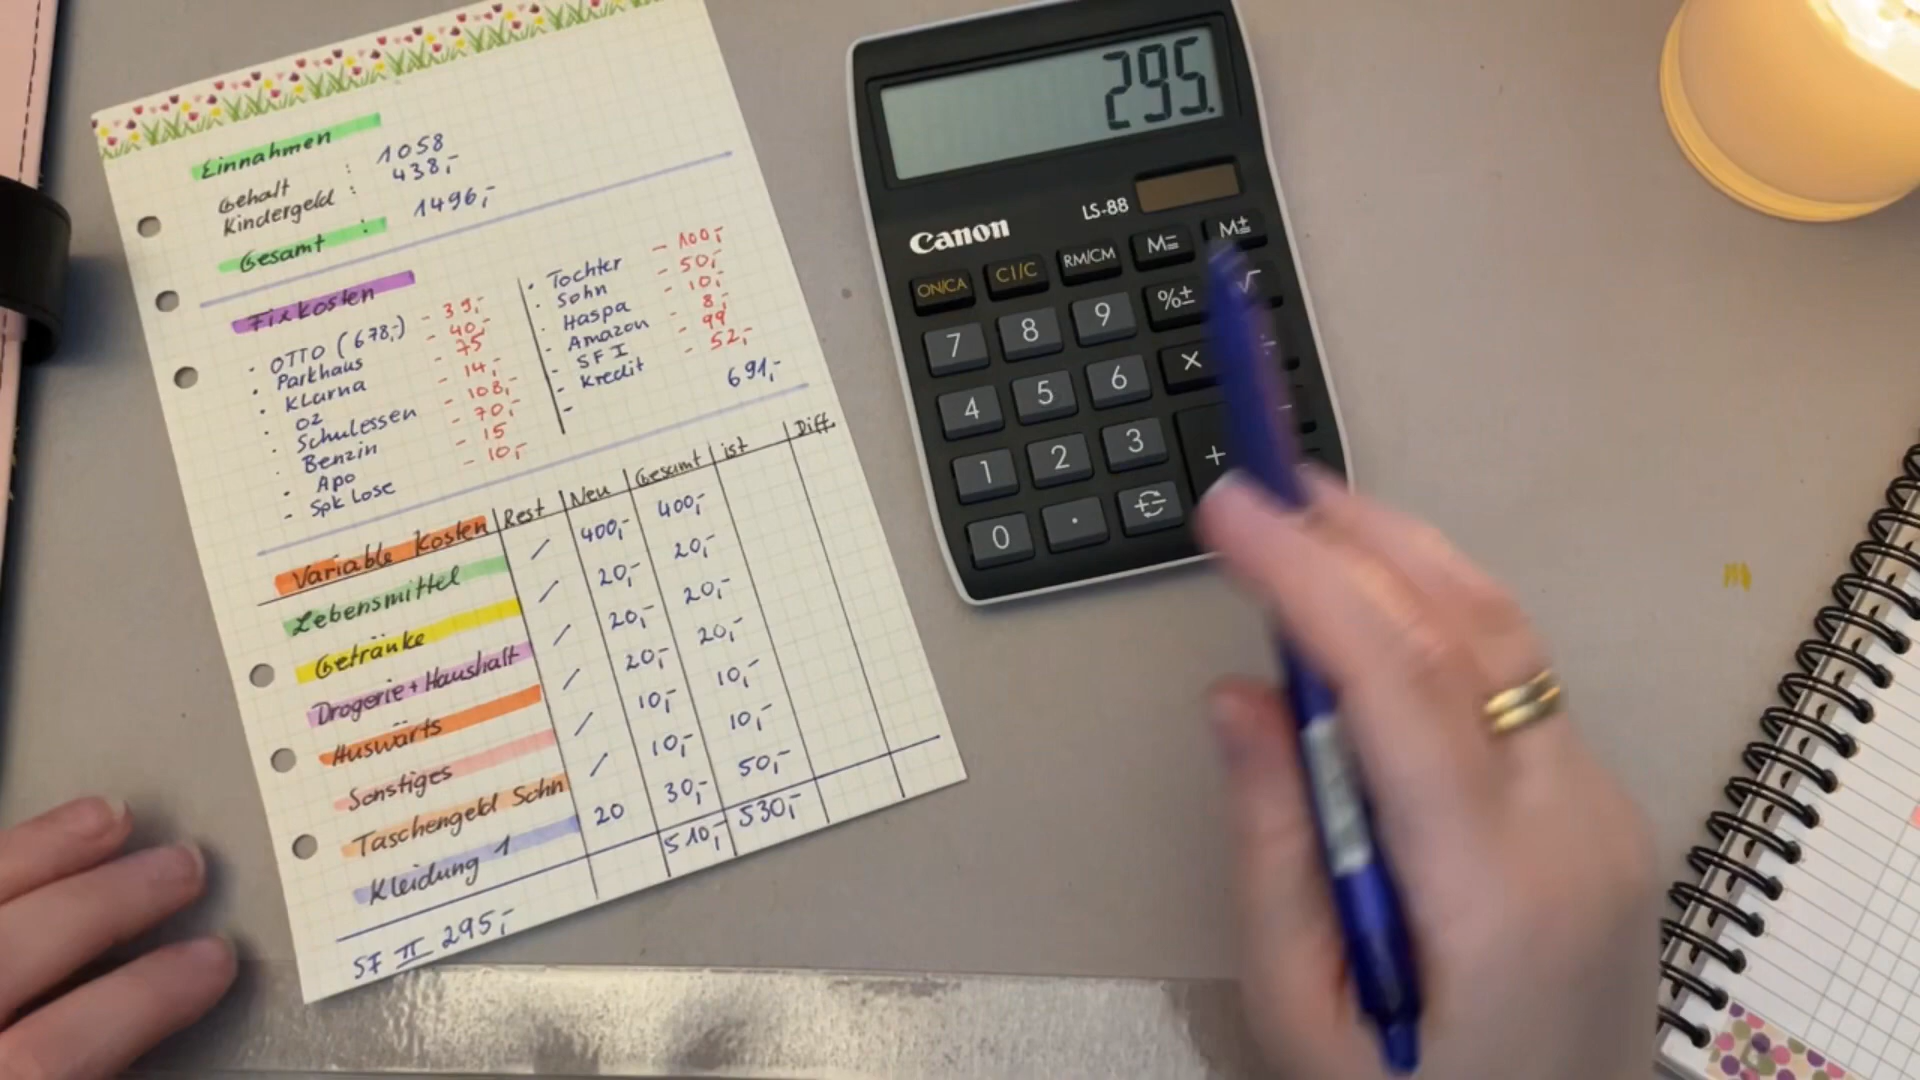 Einnahmen
Gehalt : 1058
Kindergeld : 438,-
Gesamt : 1496,-
Fixkosten
OTTO (678,-) - 39,-
Parkhaus - 40,-
Klarna - 75
O2 - 14,-
Schulessen - 108,-
Benzin - 70,-
Apo - 15
Spk Lose - 10,-
Tochter - 100,-
Sohn - 50,-
Haspa - 10,-
Amazon - 8,-
SF I - 99
Kredit - 52,-
691,-
Variable Kosten Rest Neu Gesamt ist Diff.
Lebensmittel / 400,- 400,-
Getränke / 20,- 20,-
Drogerie + Haushalt / 20,- 20,-
Auswärts / 20,- 20,-
Sonstiges / 10,- 10,-
Taschengeld Sohn / 10,- 10,-
Kleidung 1 20 30,- 50,-
510,- 530,-
SF II 295,-
295.
Canon LS-88
ON/CA CI/C RM/CM M= M±
7 8 9 %± √
4 5 6 × ÷
1 2 3 + -
0 .